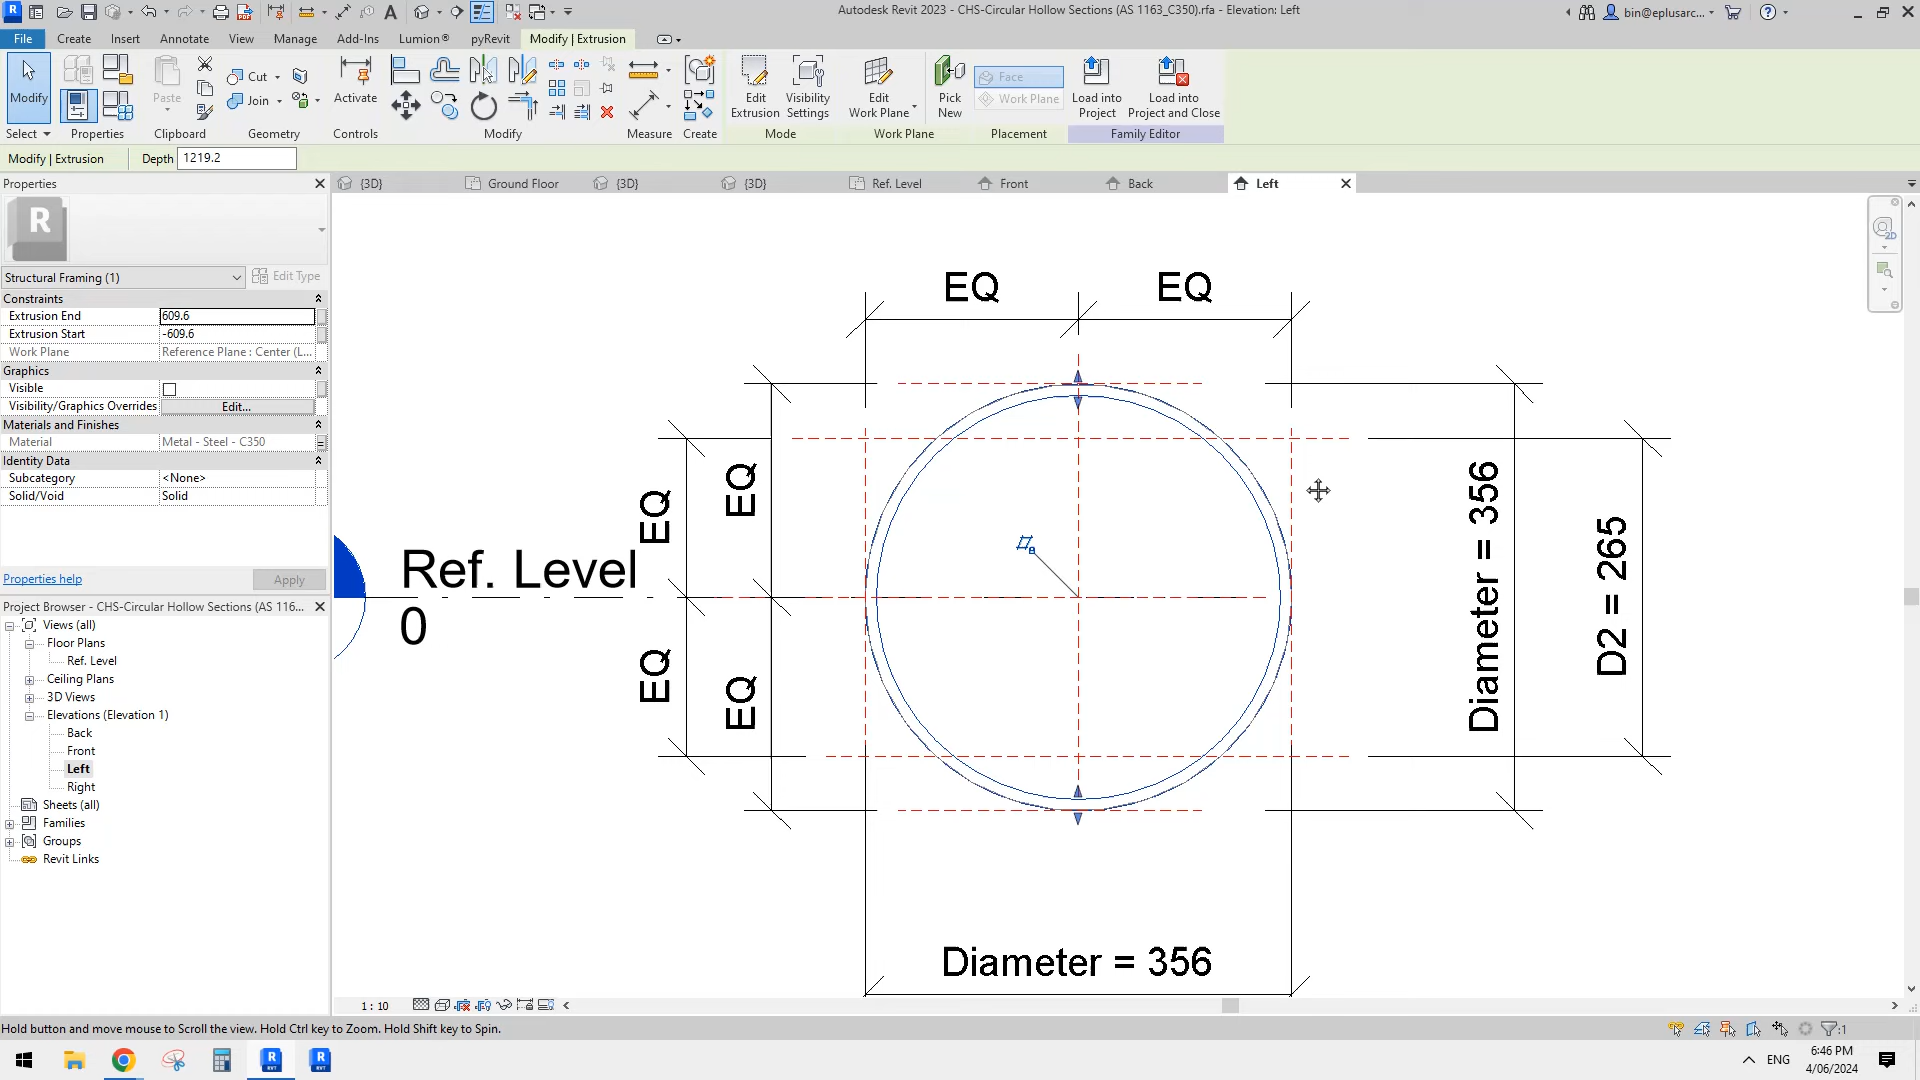 Autodesk Revit 2023 - CHS-Circular Hollow Sections (AS 1163_C350).rfa - Elevation: Left
bin@eplusarc...
File Create Insert Annotate View Manage Add-Ins Lumion® pyRevit Modify | Extrusion
Modify
Paste
Cut
Join
Activate
Edit
Extrusion
Visibility
Settings
Edit
Work Plane
Pick
New
Face
Work Plane
Load into
Project
Load into
Project and Close
Select Properties Clipboard Geometry Controls Modify Measure Create Mode Work Plane Placement Family Editor
Modify | Extrusion Depth 1219.2
Properties
{3D} Ground Floor {3D} {3D} Ref. Level Front Back Left
R
Structural Framing (1) Edit Type
Constraints
Extrusion End 609.6
Extrusion Start -609.6
Work Plane Reference Plane : Center (L...
Graphics
Visible
Visibility/Graphics Overrides Edit...
Materials and Finishes
Material Metal - Steel - C350
Identity Data
Subcategory <None>
Solid/Void Solid
Properties help Apply
Project Browser - CHS-Circular Hollow Sections (AS 116...
Views (all)
Floor Plans
Ref. Level
Ceiling Plans
3D Views
Elevations (Elevation 1)
Back
Front
Left
Right
Sheets (all)
Families
Groups
Revit Links
EQ EQ
EQ
EQ
EQ
EQ
Ref. Level
0
Diameter = 356
D2 = 265
Diameter = 356
1 : 10
Hold button and move mouse to Scroll the view. Hold Ctrl key to Zoom. Hold Shift key to Spin.
:1
ENG
6:46 PM
4/06/2024